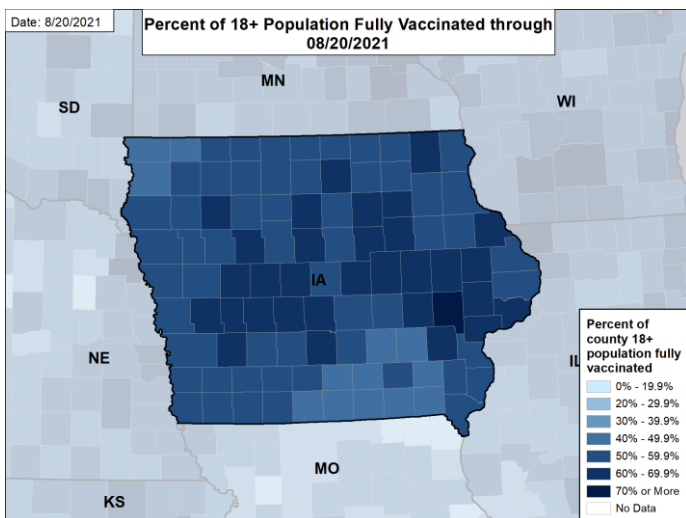 Date: 8/20/2021
Percent of 18+ Population Fully Vaccinated through
08/20/2021
MN
WI
SD
IA
NE
IL
MO
KS
Percent of
county 18+
population fully
vaccinated
0% - 19.9%
20% - 29.9%
30% - 39.9%
40% - 49.9%
50% - 59.9%
60% - 69.9%
70% or More
No Data